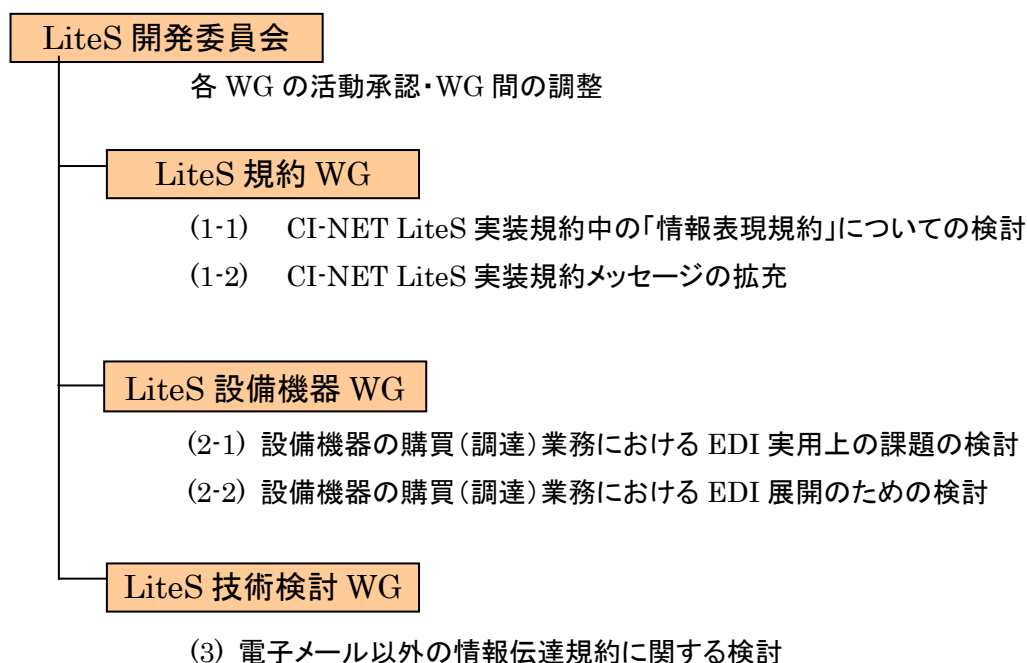 LiteS 開発委員会
各 WG の活動承認・WG 間の調整
LiteS 規約 WG
(1-1) CI-NET LiteS 実装規約中の「情報表現規約」についての検討
(1-2) CI-NET LiteS 実装規約メッセージの拡充
LiteS 設備機器 WG
(2-1) 設備機器の購買（調達）業務における EDI 実用上の課題の検討
(2-2) 設備機器の購買（調達）業務における EDI 展開のための検討
LiteS 技術検討 WG
(3) 電子メール以外の情報伝達規約に関する検討